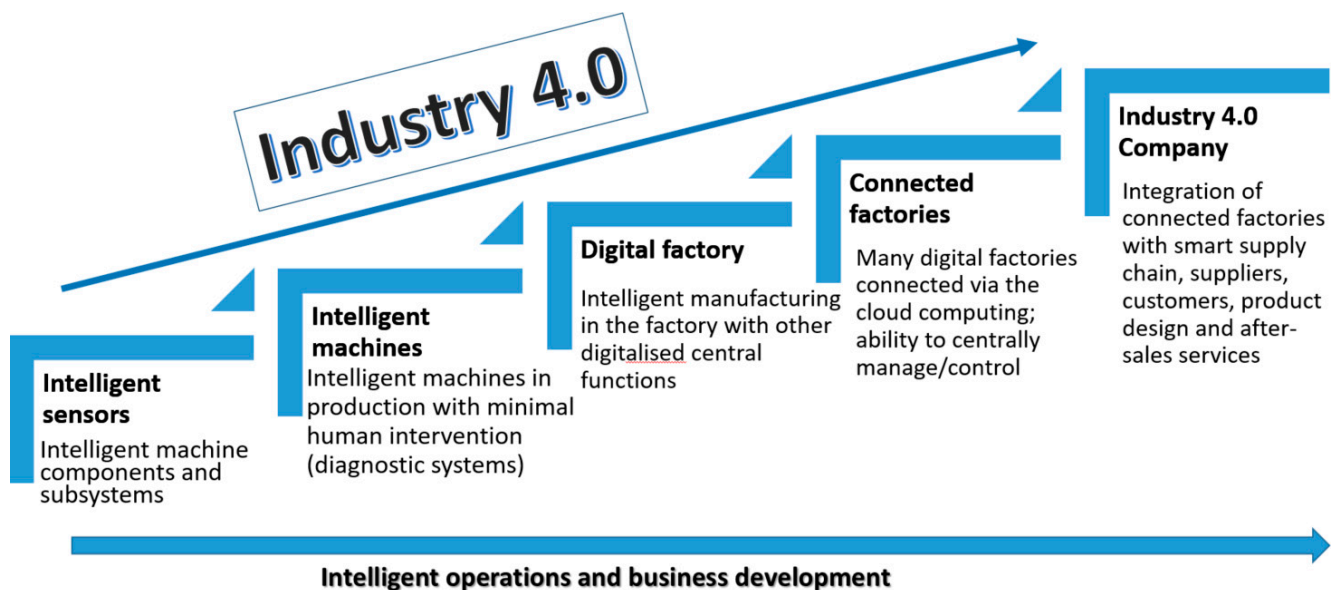 Industry 4.0
Intelligent
sensors
Intelligent machine
components and
subsystems
Intelligent
machines
Intelligent machines in
production with minimal
human intervention
(diagnostic systems)
Digital factory
Intelligent manufacturing
in the factory with other
digitalised central
functions
Connected
factories
Many digital factories
connected via the
cloud computing;
ability to centrally
manage/control
Industry 4.0
Company
Integration of
connected factories
with smart supply
chain, suppliers,
customers, product
design and after-
sales services
Intelligent operations and business development